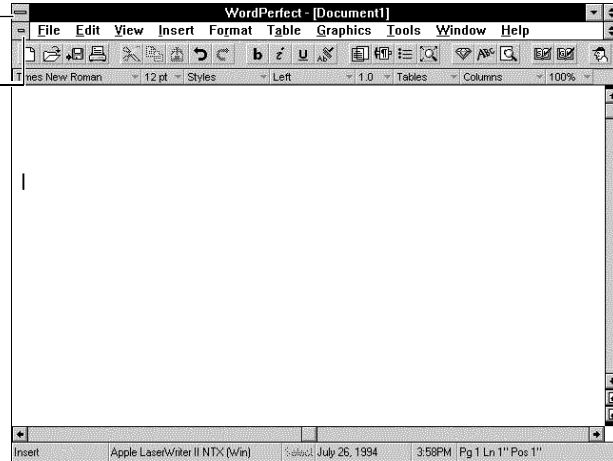 WordPerfect - [Document1]
File Edit View Insert Format Table Graphics Tools Window Help
b i u ABC
Times New Roman 12 pt Styles Left 1.0 Tables Columns 100%
Insert Apple LaserWriter II NTX (Win) Select July 26, 1994 3:58PM Pg 1 Ln 1" Pos 1"